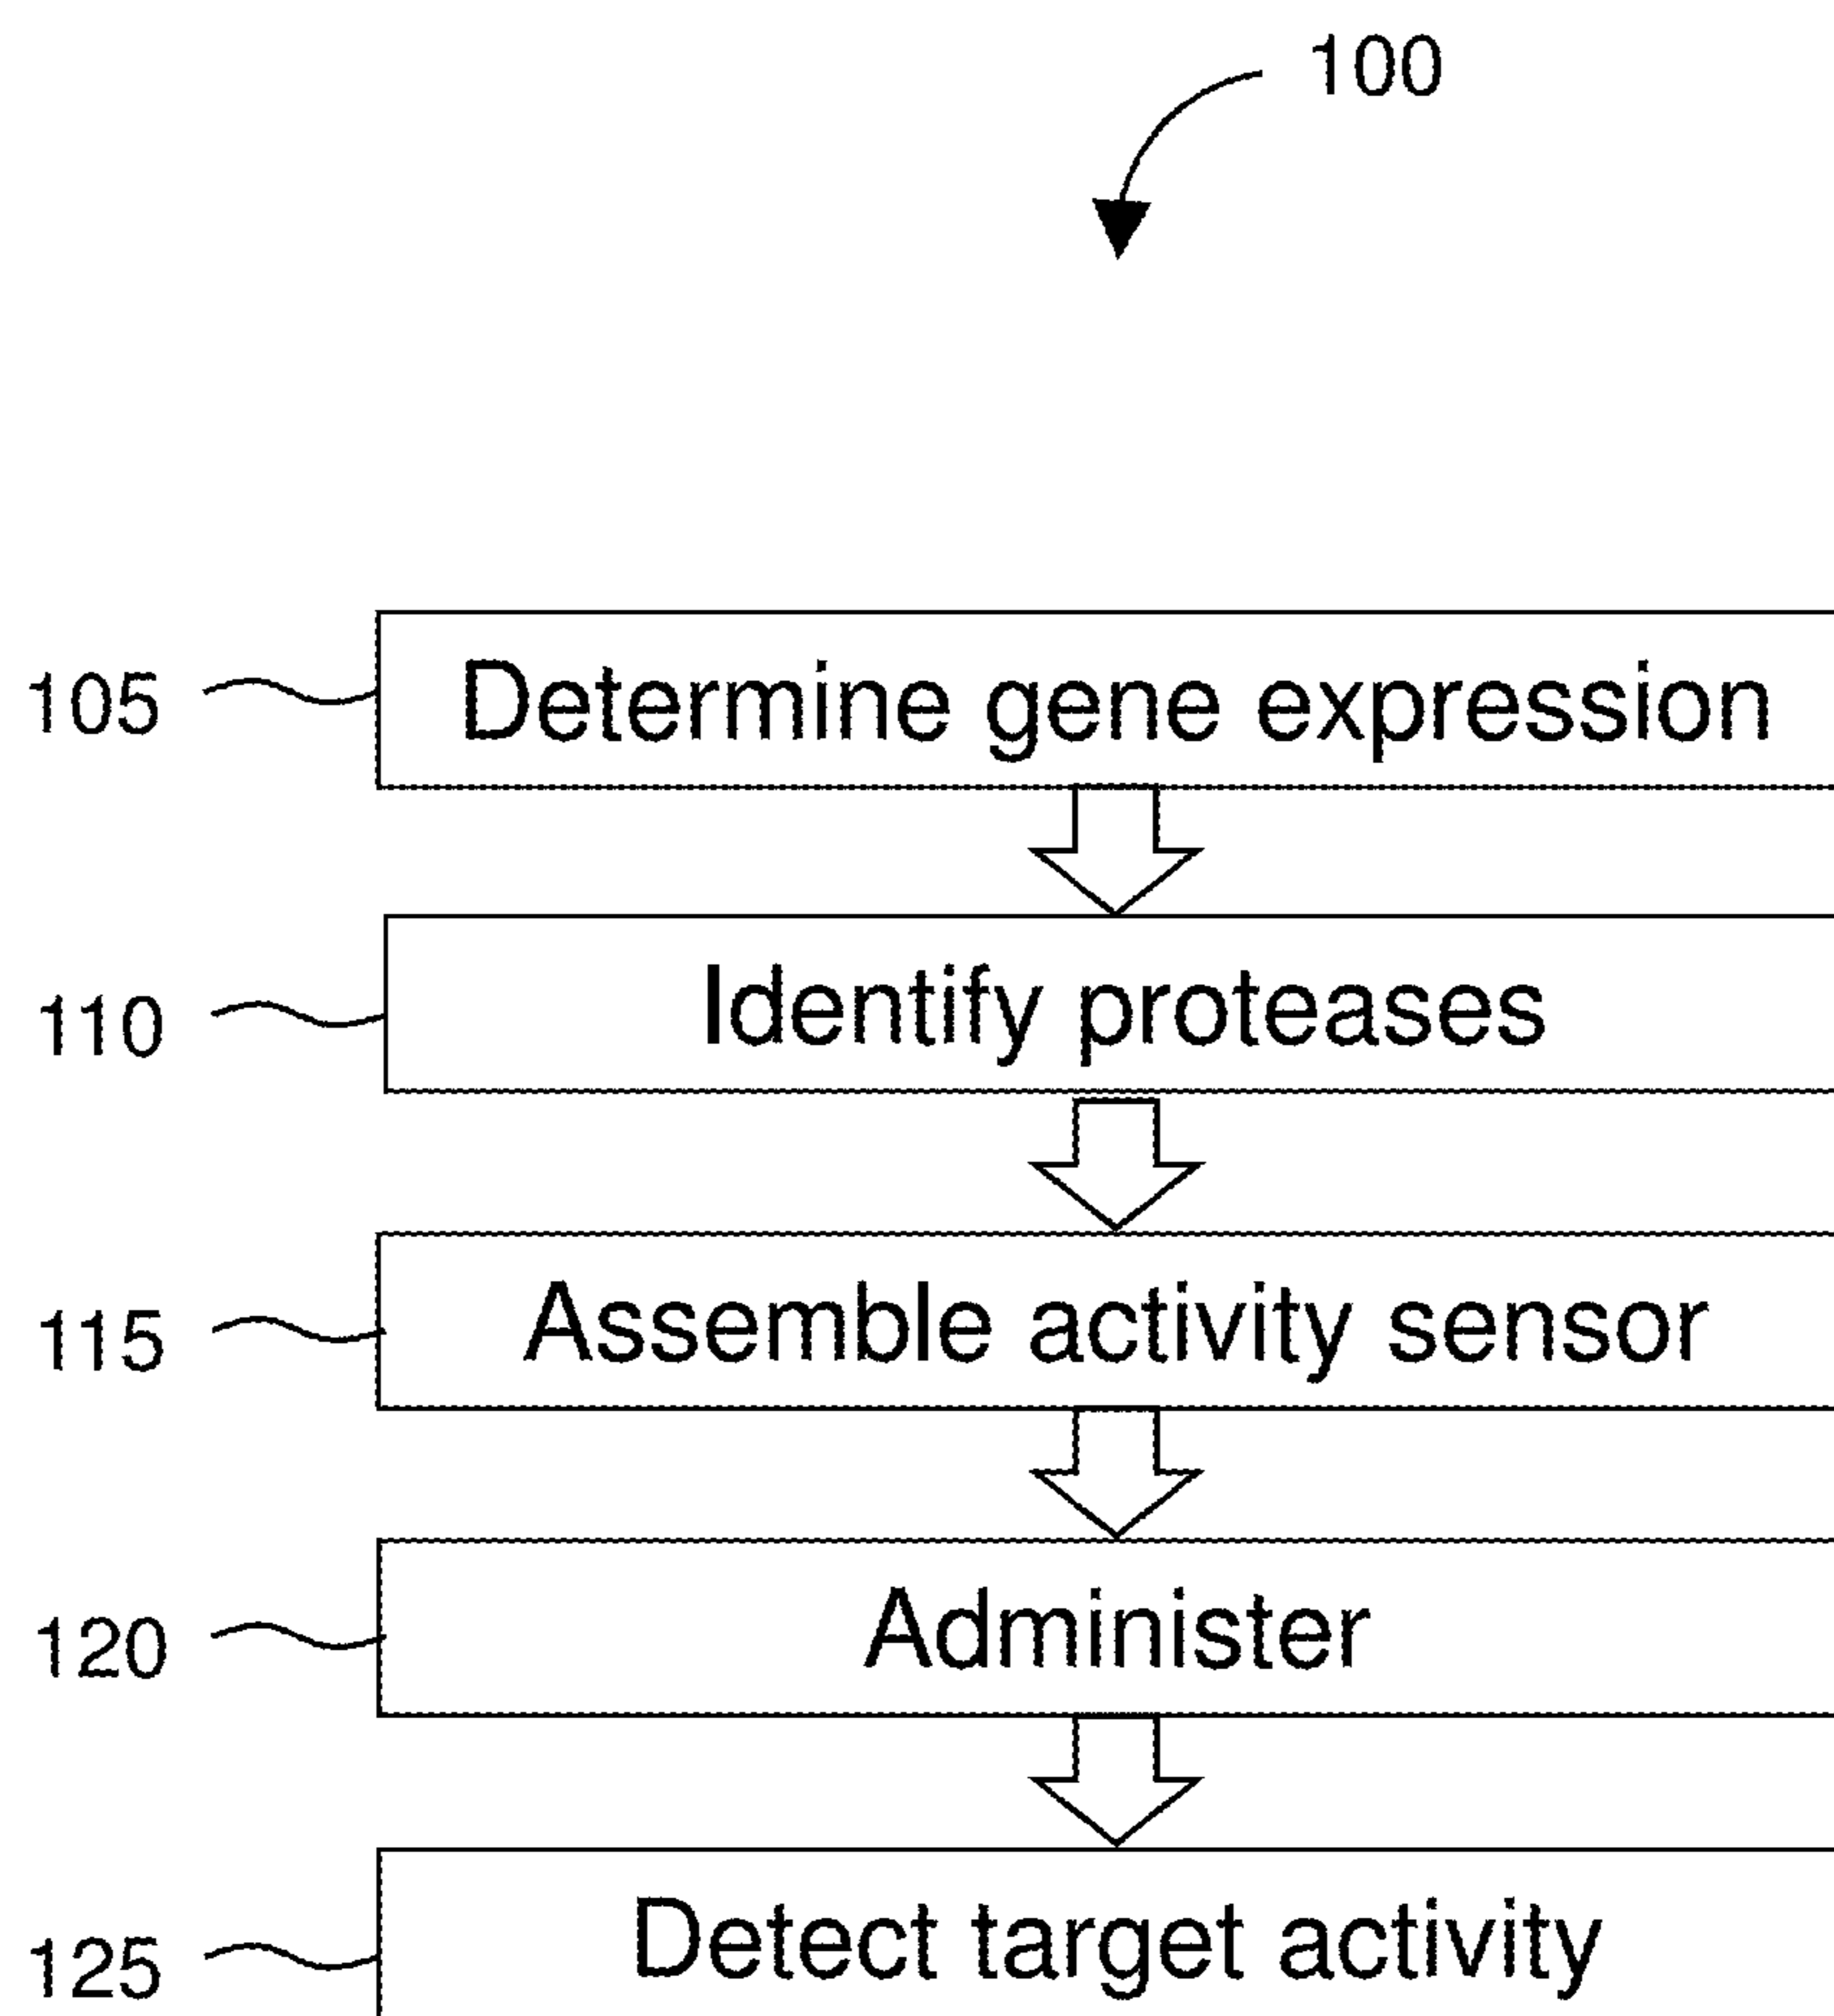 100
105 Determine gene expression
110 Identify proteases
115 Assemble activity sensor
120 Administer
125 Detect target activity